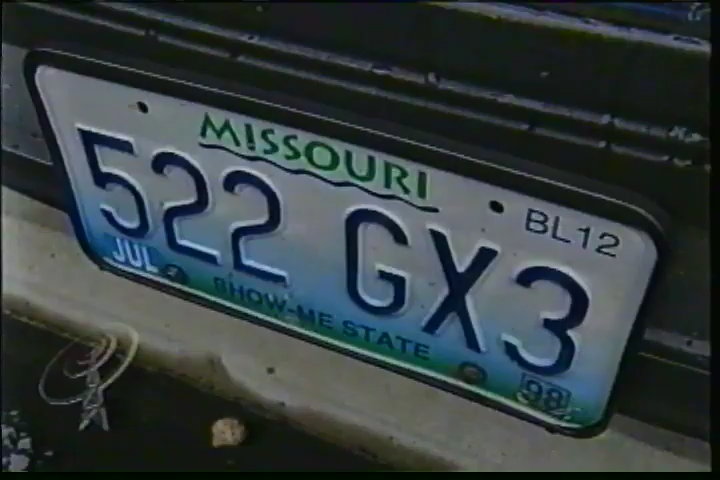 MISSOURI
BL12
522 GX3
JUL
SHOW-ME STATE
98